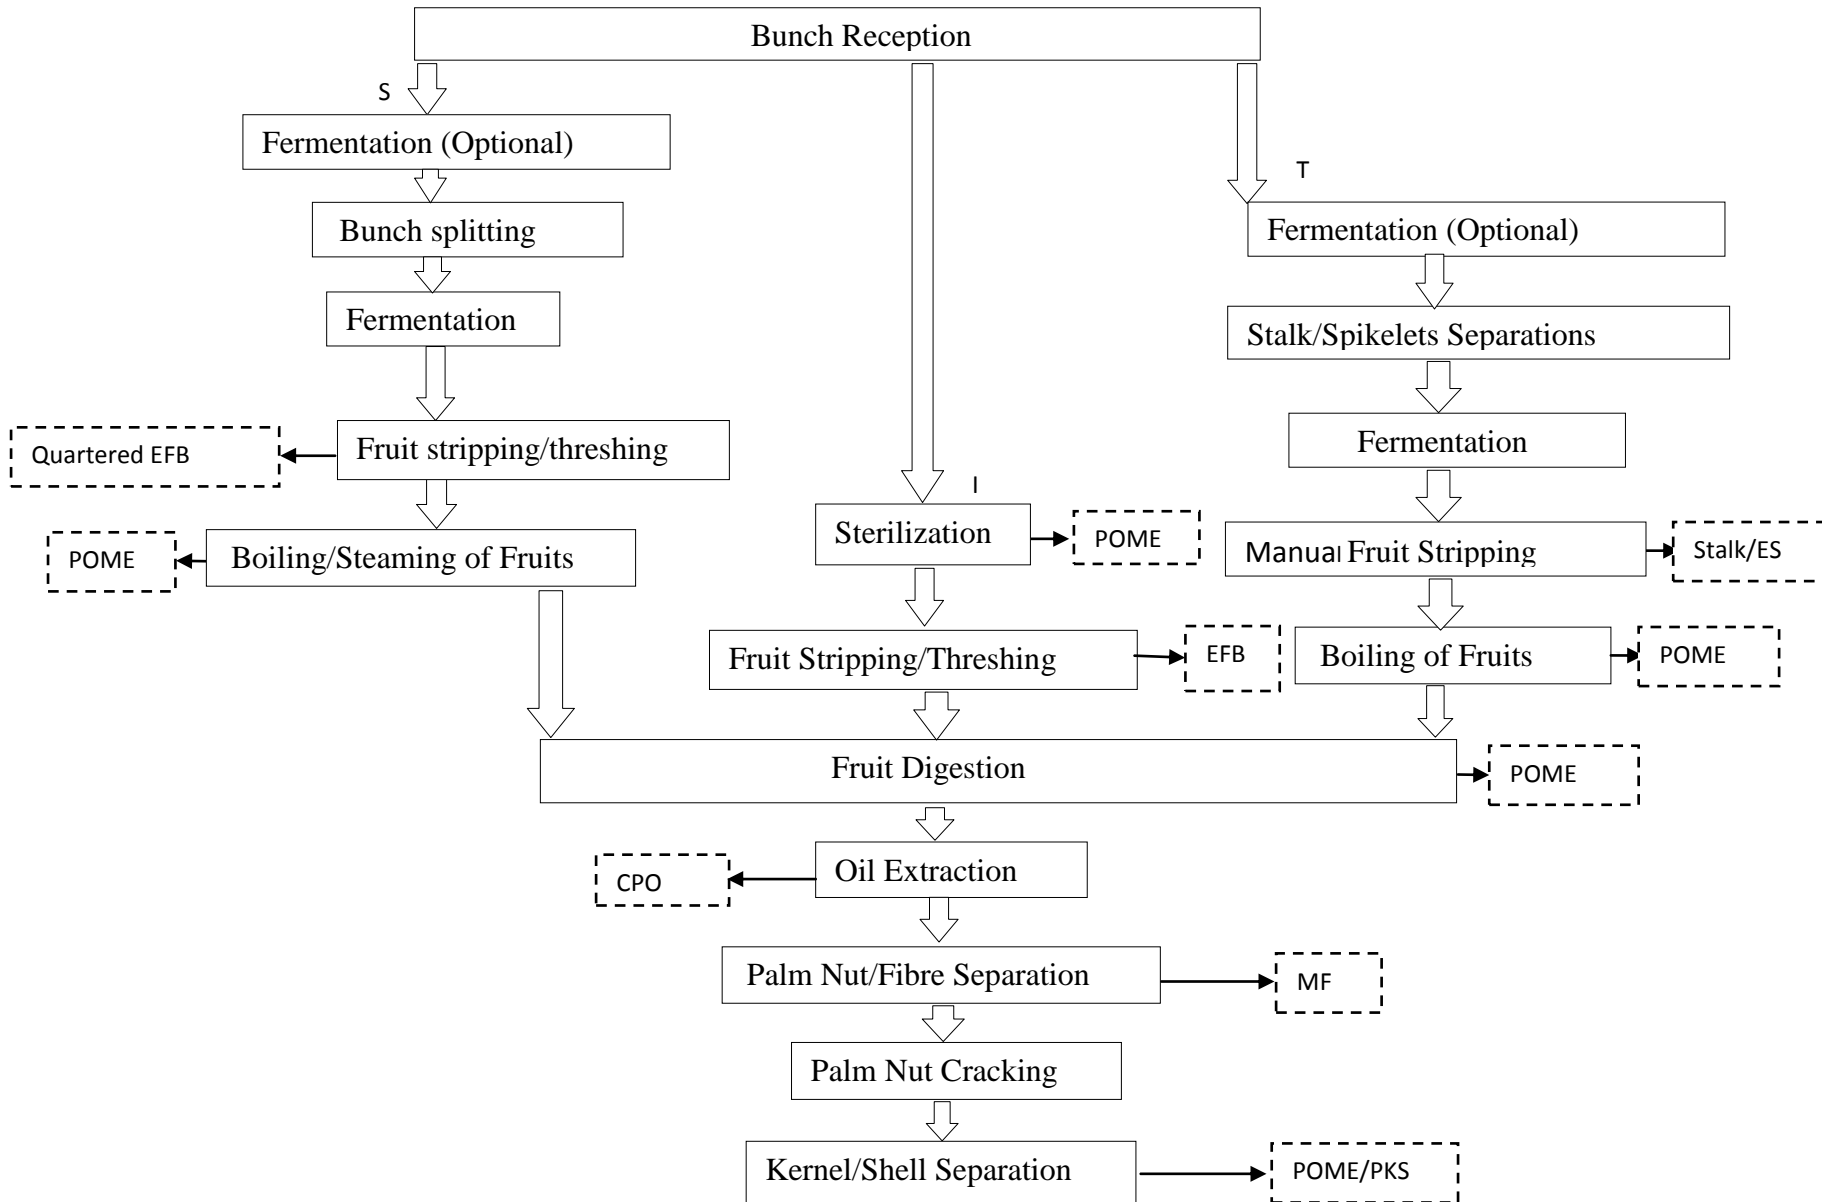 Bunch Reception
S
Fermentation (Optional)
T
Bunch splitting
Fermentation (Optional)
Fermentation
Stalk/Spikelets Separations
Quartered EFB
Fruit stripping/threshing
Fermentation
I
POME
Boiling/Steaming of Fruits
Sterilization
POME
Manual Fruit Stripping
Stalk/ES
Fruit Stripping/Threshing
EFB
Boiling of Fruits
POME
Fruit Digestion
POME
CPO
Oil Extraction
Palm Nut/Fibre Separation
MF
Palm Nut Cracking
Kernel/Shell Separation
POME/PKS